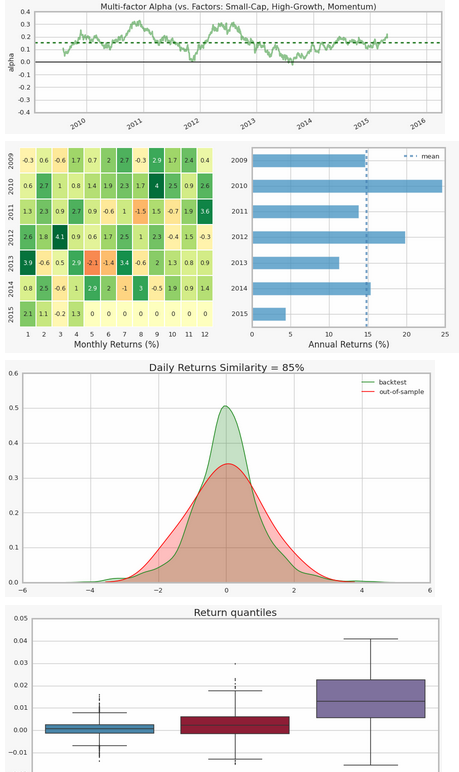 Multi-factor Alpha (vs. Factors: Small-Cap, High-Growth, Momentum)
0.4
0.3
0.2
0.1
0.0
-0.1
-0.2
-0.3
-0.4
alpha
2010 2011 2012 2013 2014 2015 2016
2009 -0.3 0.6 -0.6 1.7 0.7 2 2.7 -0.3 2.9 1.7 2.4 0.4
2010 0.6 2.7 1 0.8 1.4 1.9 2.3 1.7 4 2.5 0.9 2.6
2011 1.3 2.3 0.9 2.7 0.9 -0.6 1 -1.5 1.5 -0.7 1.9 3.6
2012 2.6 1.8 4.1 0.9 0.6 1.7 2.5 1 2.3 -0.4 1.5 -0.3
2013 3.9 -0.6 0.5 2.9 -2.1 -1.4 3.4 -0.6 2 1.3 0.8 0.9
2014 0.8 2.5 -0.6 1 2.9 2 -1 3 -0.5 1.9 0.9 1.4
2015 2.1 1.1 -0.2 1.3 0 0 0 0 0 0 0 0
1 2 3 4 5 6 7 8 9 10 11 12
Monthly Returns (%)
mean
2009
2010
2011
2012
2013
2014
2015
0 5 10 15 20 25
Annual Returns (%)
Daily Returns Similarity = 85%
backtest
out-of-sample
0.6
0.5
0.4
0.3
0.2
0.1
0.0
−6 −4 −2 0 2 4 6
Return quantiles
0.05
0.04
0.03
0.02
0.01
0.00
−0.01